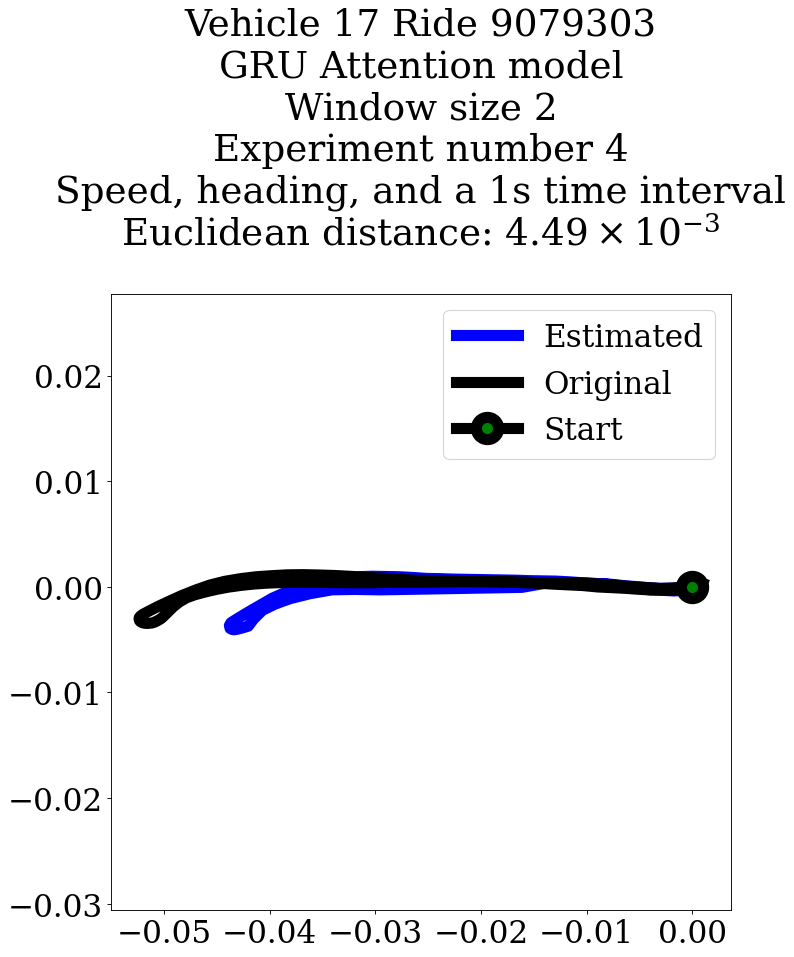 Vehicle 17 Ride 9079303
GRU Attention model
Window size 2
Experiment number 4
Speed, heading, and a 1s time interval
Euclidean distance: 4.49 × 10⁻³
Estimated
Original
Start
0.02
0.01
0.00
−0.01
−0.02
−0.03
−0.05 −0.04 −0.03 −0.02 −0.01 0.00